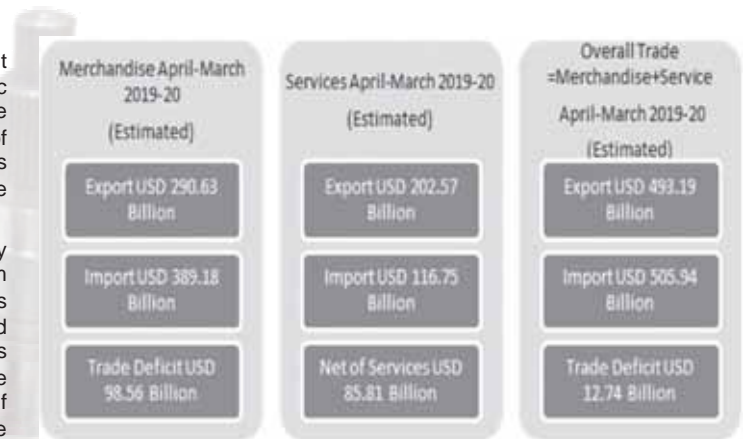 t
c
e
of
s
e
y
n
s
d
s
e
f
e
Merchandise April-March
2019-20
(Estimated)
Export USD 290.63
Billion
Import USD 389.18
Billion
Trade Deficit USD
98.56 Billion
Services April-March 2019-20
(Estimated)
Export USD 202.57
Billion
Import USD 116.75
Billion
Net of Services USD
85.81 Billion
Overall Trade
=Merchandise+Service
April-March 2019-20
(Estimated)
Export USD 493.19
Billion
Import USD 505.94
Billion
Trade Deficit USD
12.74 Billion